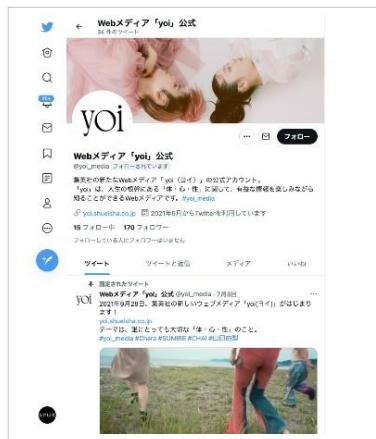 Webメディア「yoi」公式
36 件のツイート
20+
yoi
フォロー
Webメディア「yoi」公式
@yoi_media フォローされています
集英社の新たなWebメディア「 yoi（ヨイ）」の公式アカウント。
「yoi」は、人生の根幹にある「体・心・性」に関して、有益な情報を楽しみながら
知ることができるWebメディアです。#yoi_media
yoi.shueisha.co.jp 2021年5月からTwitterを利用しています
15 フォロー中 170 フォロワー
フォローしている人にフォロワーはいません
ツイート ツイートと返信 メディア いいね
固定されたツイート
yoi
Webメディア「yoi」公式 @yoi_media · 7月8日
2021年9月28日、集英社の新しいウェブメディア「yoi(ヨイ)」がはじまり
ます！
yoi.shueisha.co.jp
テーマは、誰にとっても大切な「体・心・性」のこと。
#yoi_media #Chara #SUMIRE #CHAI #山口由梨